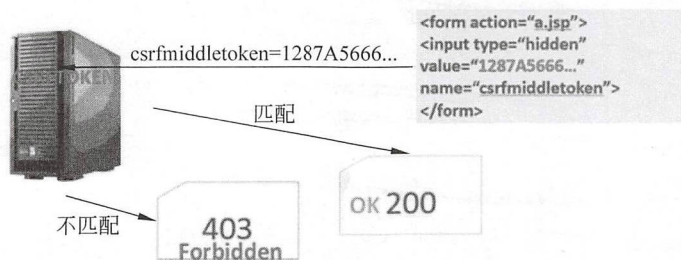 <form action="a.jsp">
<input type="hidden"
value="1287A5666..."
name="csrfmiddletoken">
</form>
csrfmiddletoken=1287A5666...
TOKEN
匹配
OK 200
不匹配
403
Forbidden